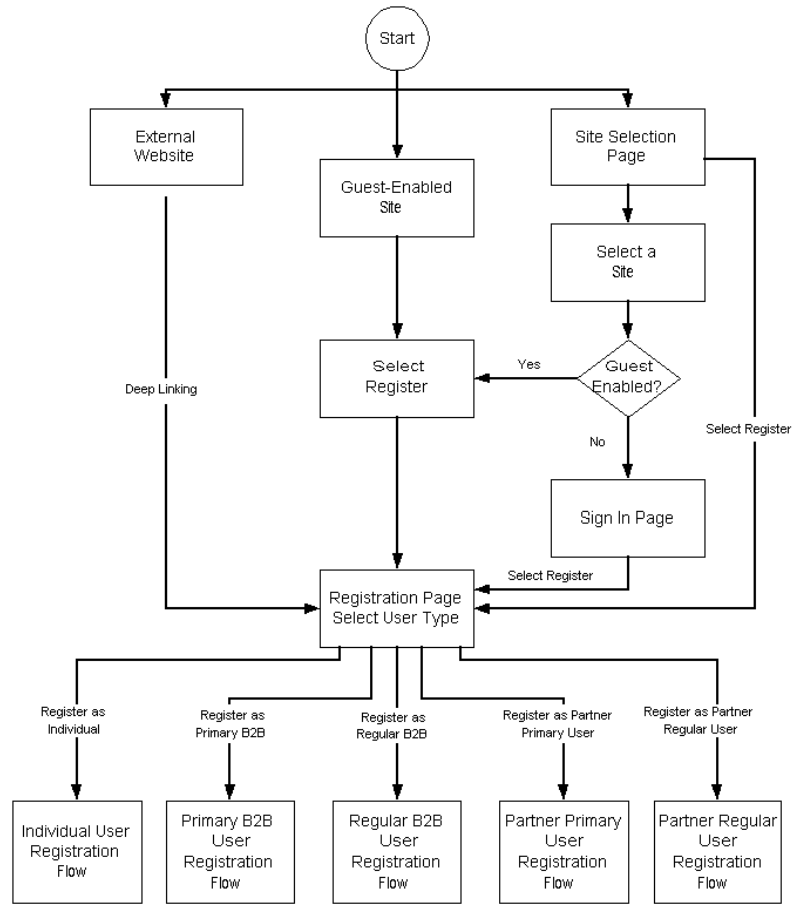 Start
External
Website
Site Selection
Page
Guest-Enabled
Site
Select a
Site
Select
Register
Yes
Guest
Enabled?
Deep Linking
Select Register
No
Sign In Page
Select Register
Registration Page
Select User Type
Register as
Individual
Register as
Primary B2B
Register as
Regular B2B
Register as Partner
Primary User
Register as Partner
Regular User
Individual User
Registration
Flow
Primary B2B
User
Registration
Flow
Regular B2B
User
Registration
Flow
Partner Primary
User
Registration
Flow
Partner Regular
User
Registration
Flow